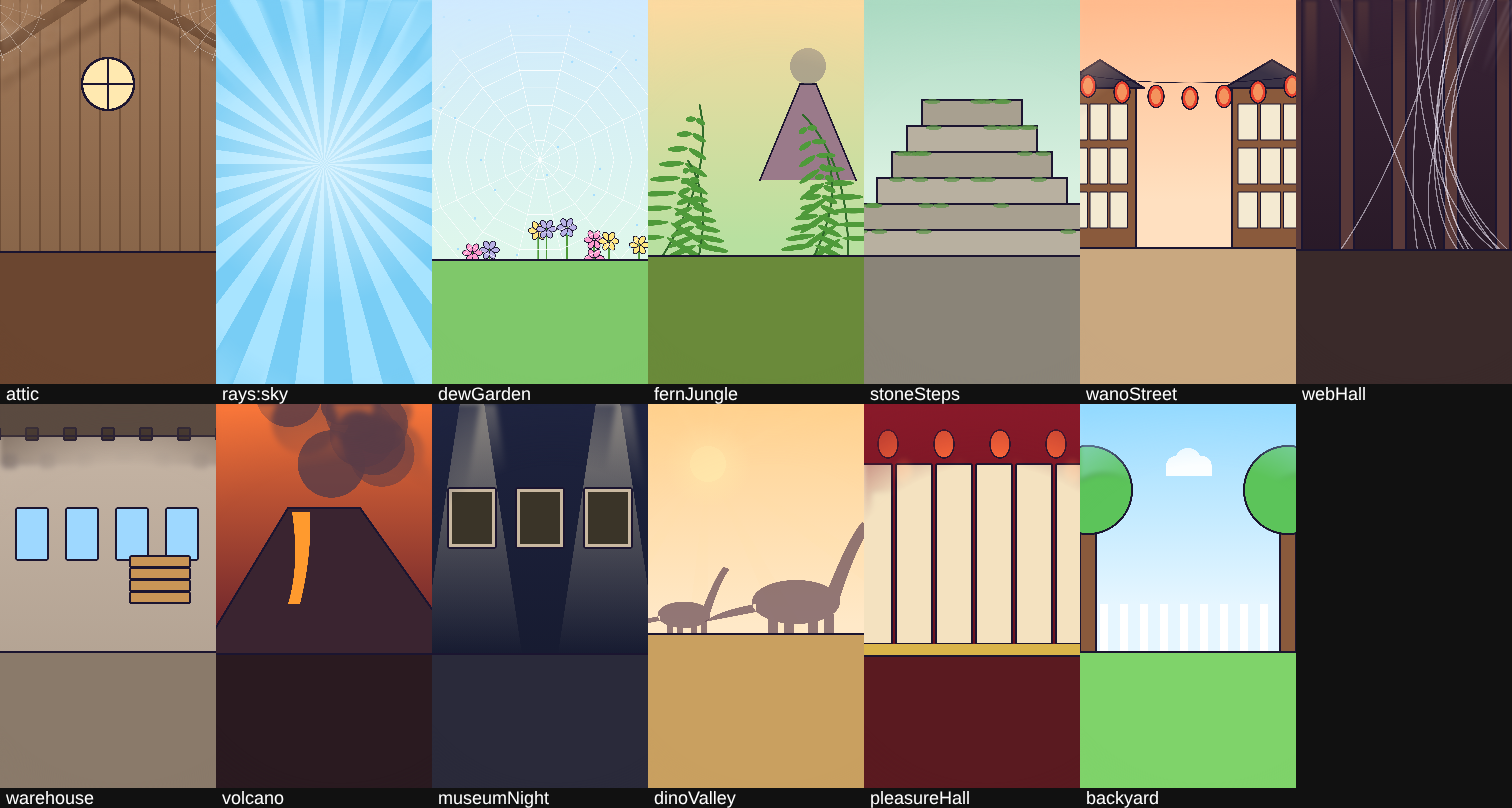 attic
rays:sky
dewGarden
fernJungle
stoneSteps
wanoStreet
webHall
warehouse
volcano
museumNight
dinoValley
pleasureHall
backyard